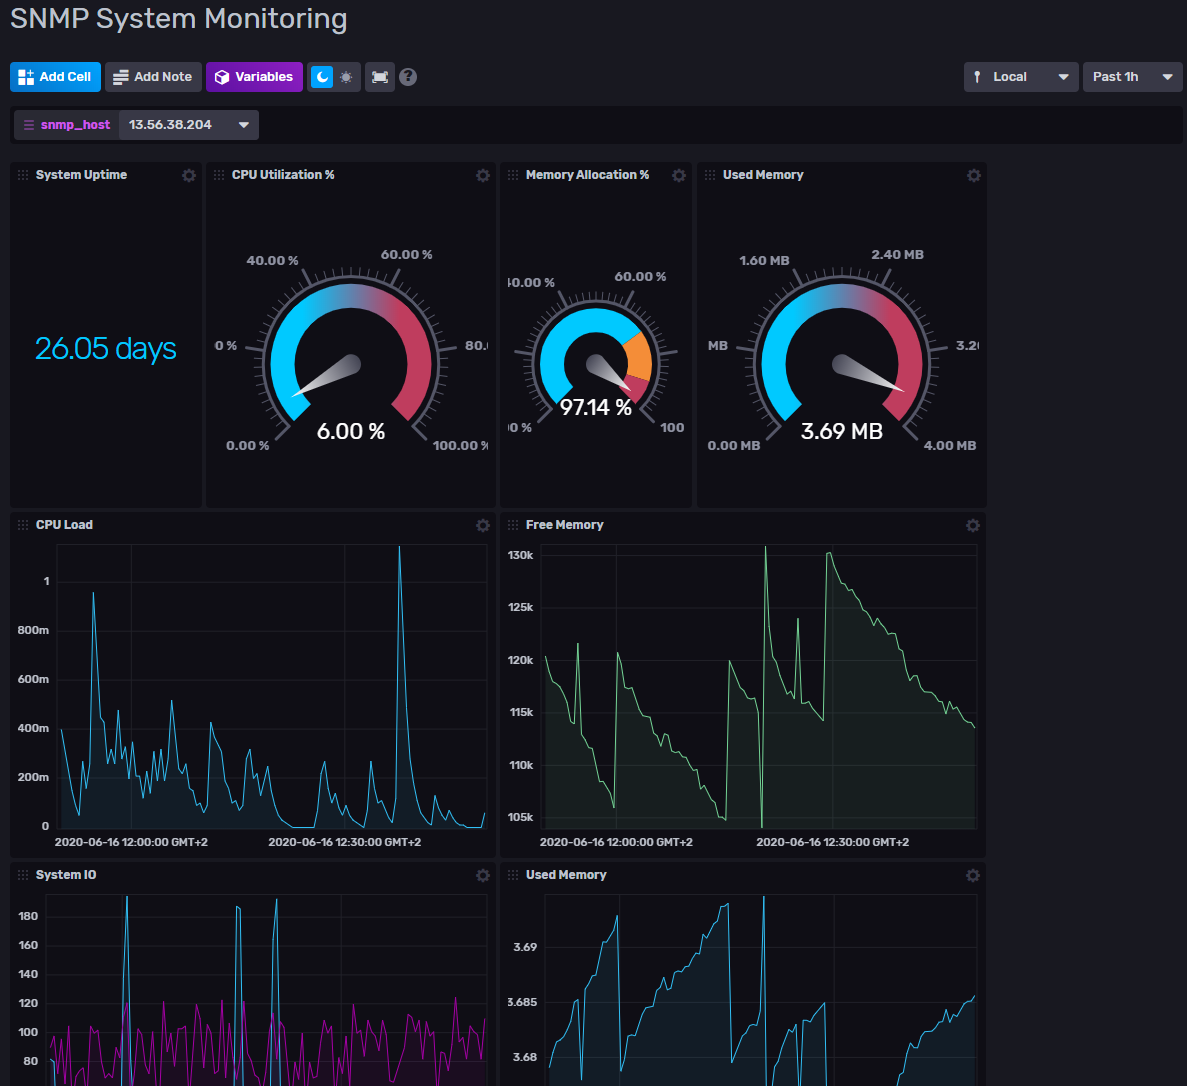 SNMP System Monitoring
Add Cell Add Note Variables ? Local Past 1h
snmp_host 13.56.38.204
System Uptime CPU Utilization % Memory Allocation % Used Memory
40.00 % 60.00 % 40.00 % 60.00 % 1.60 MB 2.40 MB
26.05 days 0 % 80. MB 3.2
6.00 % 97.14 % 3.69 MB
0.00 % 100.00 % 00 % 100 0.00 MB 4.00 MB
CPU Load
1
800m
600m
400m
200m
0
2020-06-16 12:00:00 GMT+2 2020-06-16 12:30:00 GMT+2
Free Memory
130k
125k
120k
115k
110k
105k
2020-06-16 12:00:00 GMT+2 2020-06-16 12:30:00 GMT+2
System IO
180
160
140
120
100
80
Used Memory
3.69
3.685
3.68